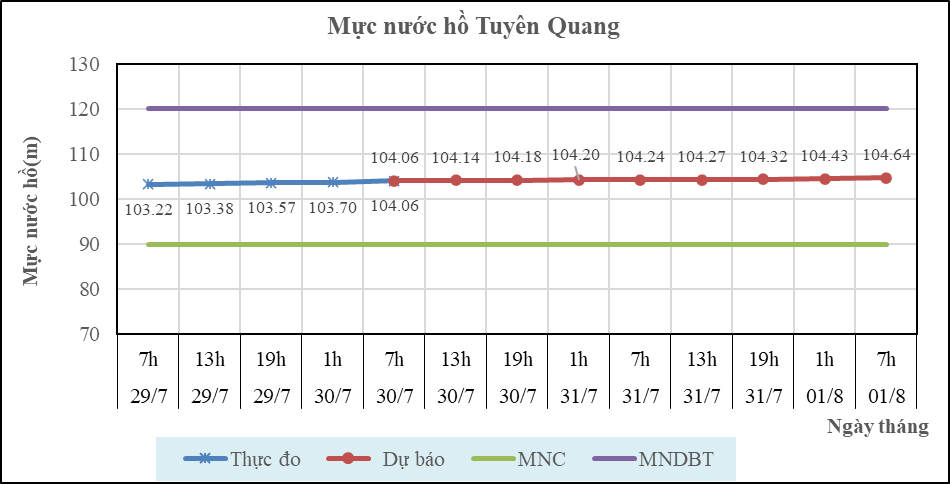 Mực nước hồ Tuyên Quang
Mực nước hồ(m)
130
120
110
100
90
80
70
104.06 104.14 104.18 104.20 104.24 104.27 104.32 104.43 104.64
103.22 103.38 103.57 103.70 104.06
7h 13h 19h 1h 7h 13h 19h 1h 7h 13h 19h 1h 7h
29/7 29/7 29/7 30/7 30/7 30/7 30/7 31/7 31/7 31/7 31/7 01/8 01/8
Ngày tháng
Thực đo Dự báo MNC MNDBT